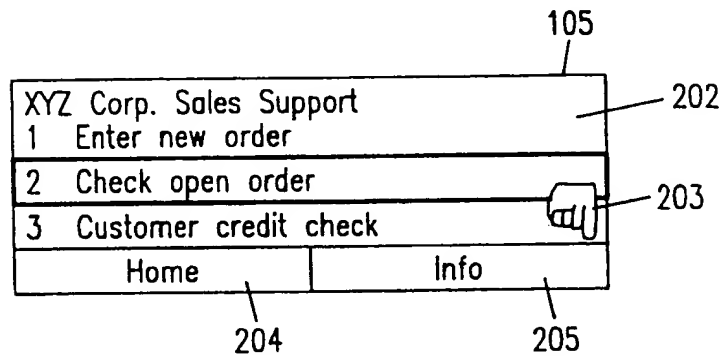 105
XYZ Corp. Sales Support
202
1 Enter new order
2 Check open order
203
3 Customer credit check
Home Info
204 205